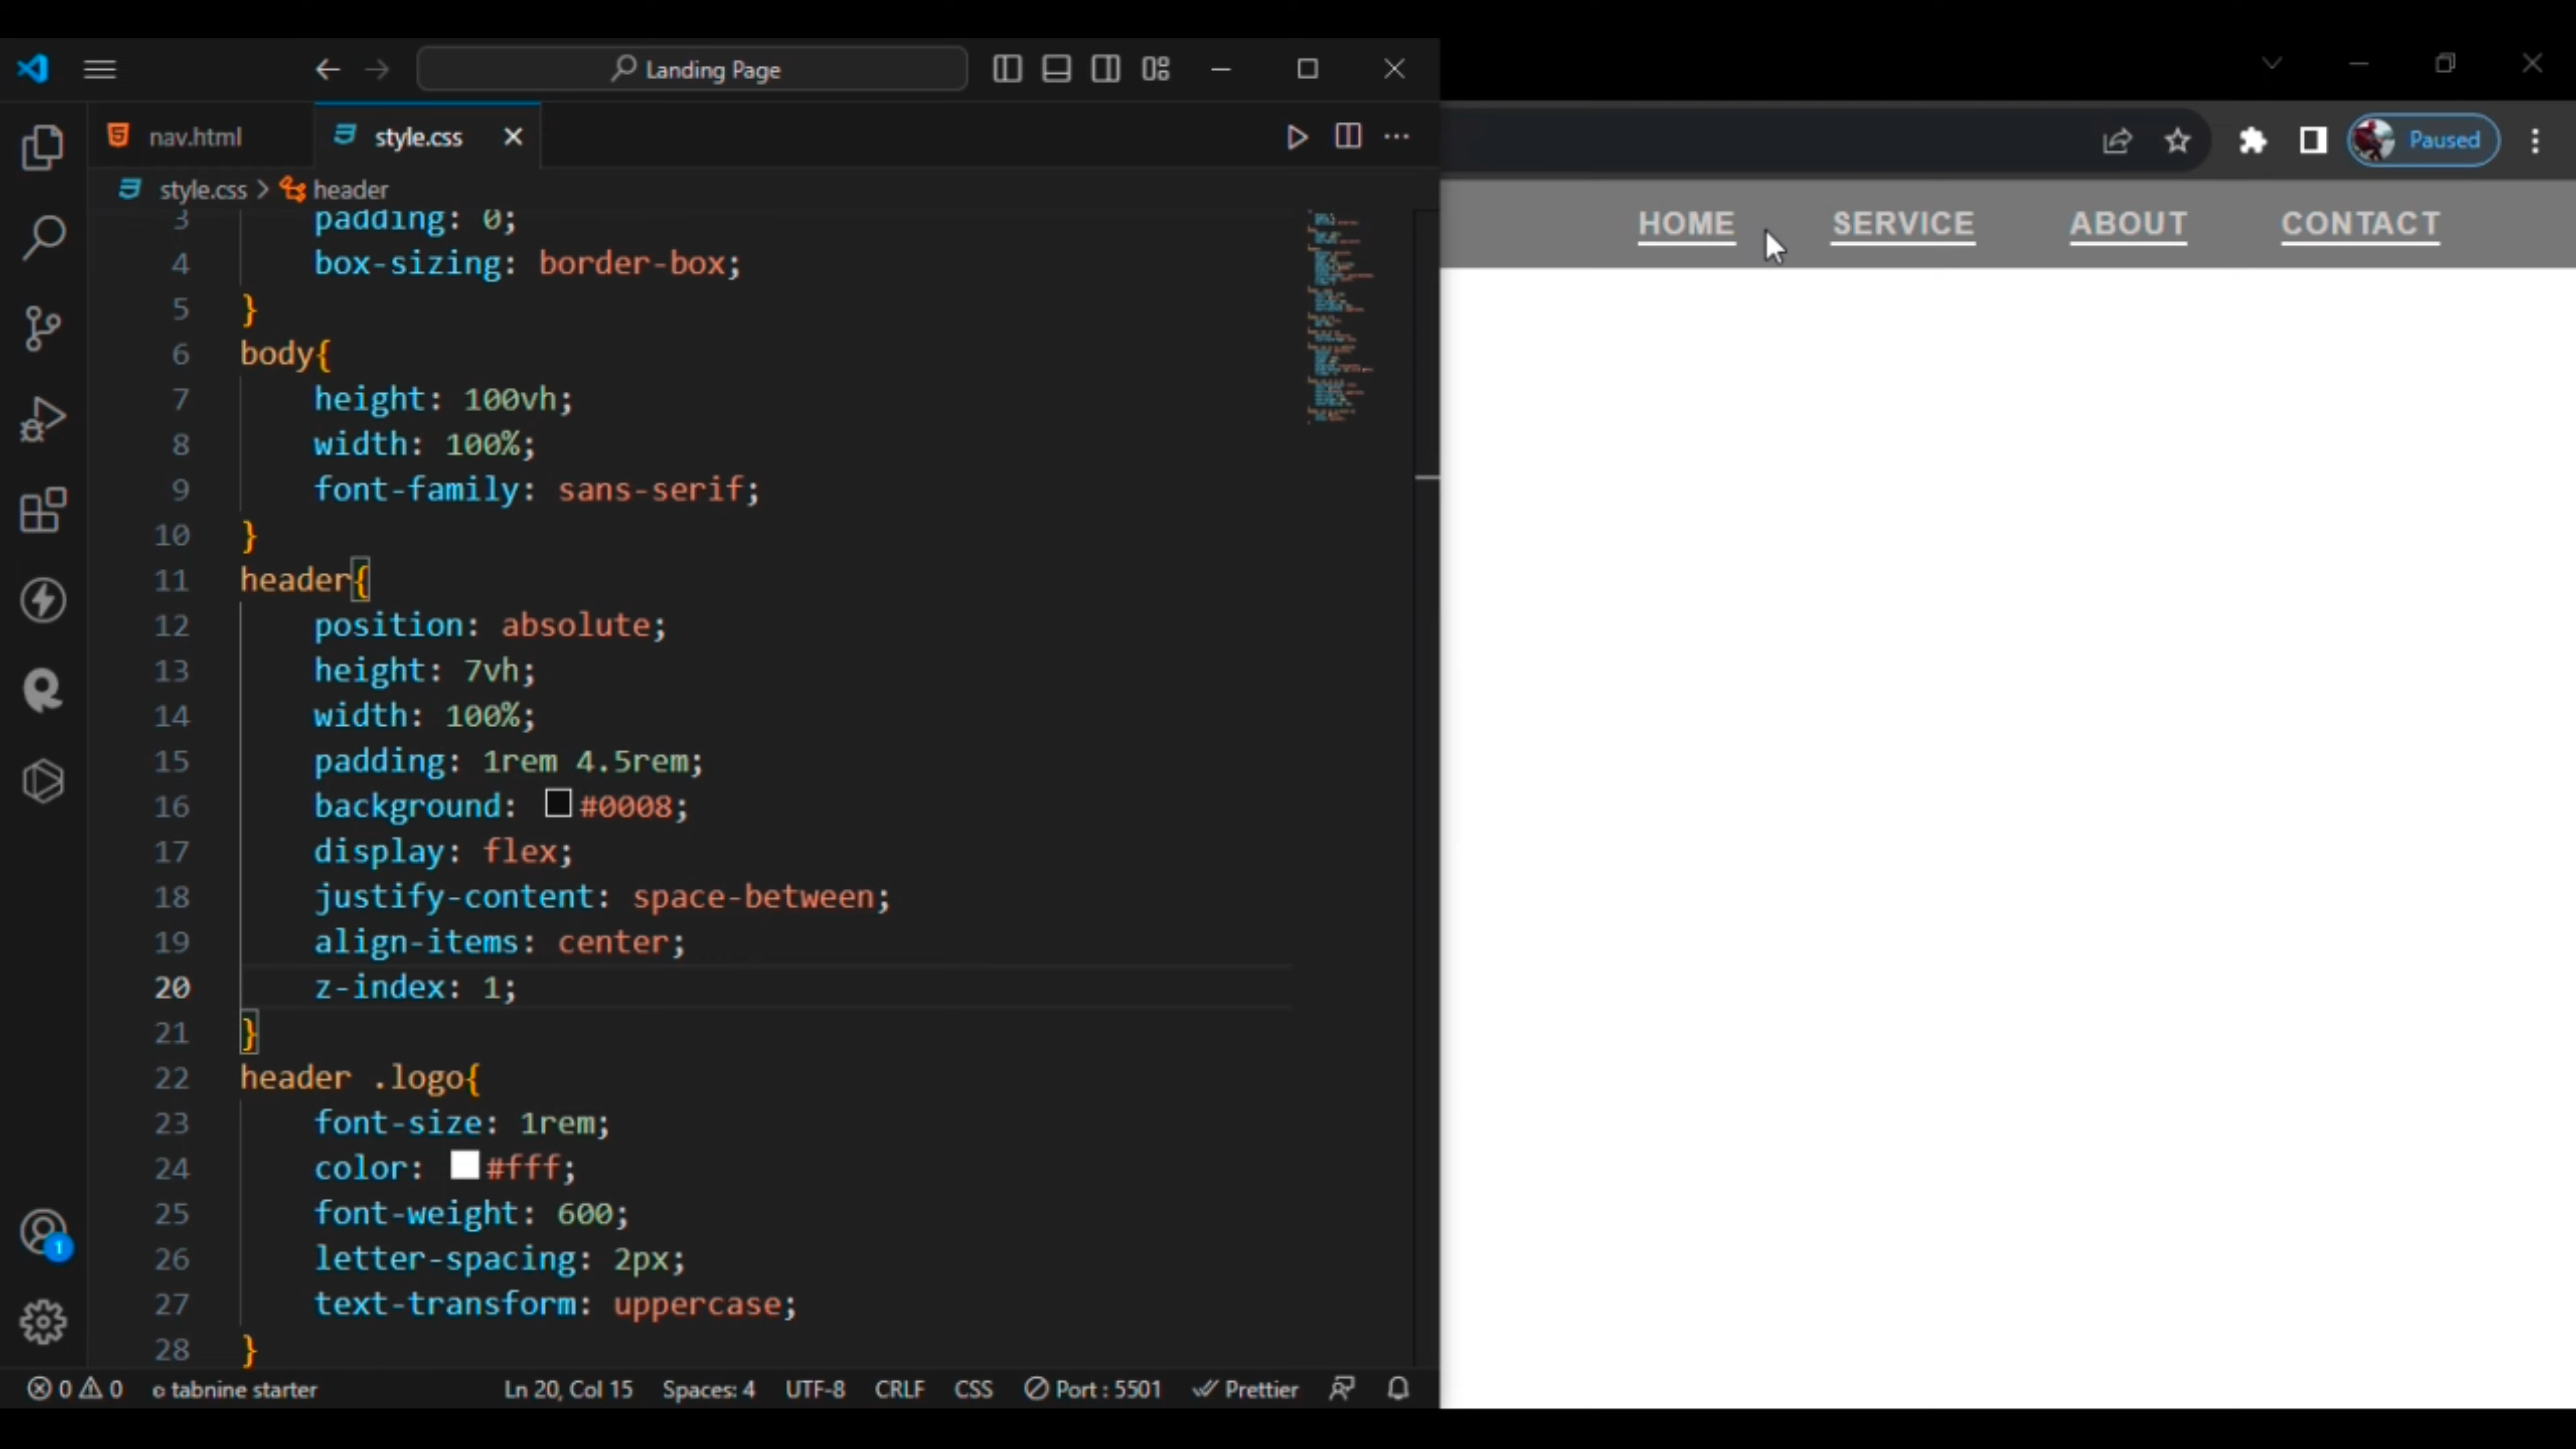 Landing Page
nav.html
style.css
Paused
style.css > header
HOME
SERVICE
ABOUT
CONTACT
3 padding: 0;
4 box-sizing: border-box;
5 }
6 body{
7 height: 100vh;
8 width: 100%;
9 font-family: sans-serif;
10 }
11 header{
12 position: absolute;
13 height: 7vh;
14 width: 100%;
15 padding: 1rem 4.5rem;
16 background: #0008;
17 display: flex;
18 justify-content: space-between;
19 align-items: center;
20 z-index: 1;
21 }
22 header .logo{
23 font-size: 1rem;
24 color: #fff;
25 font-weight: 600;
26 letter-spacing: 2px;
27 text-transform: uppercase;
28 }
1
0 0 tabnine starter Ln 20, Col 15 Spaces: 4 UTF-8 CRLF CSS Port : 5501 Prettier